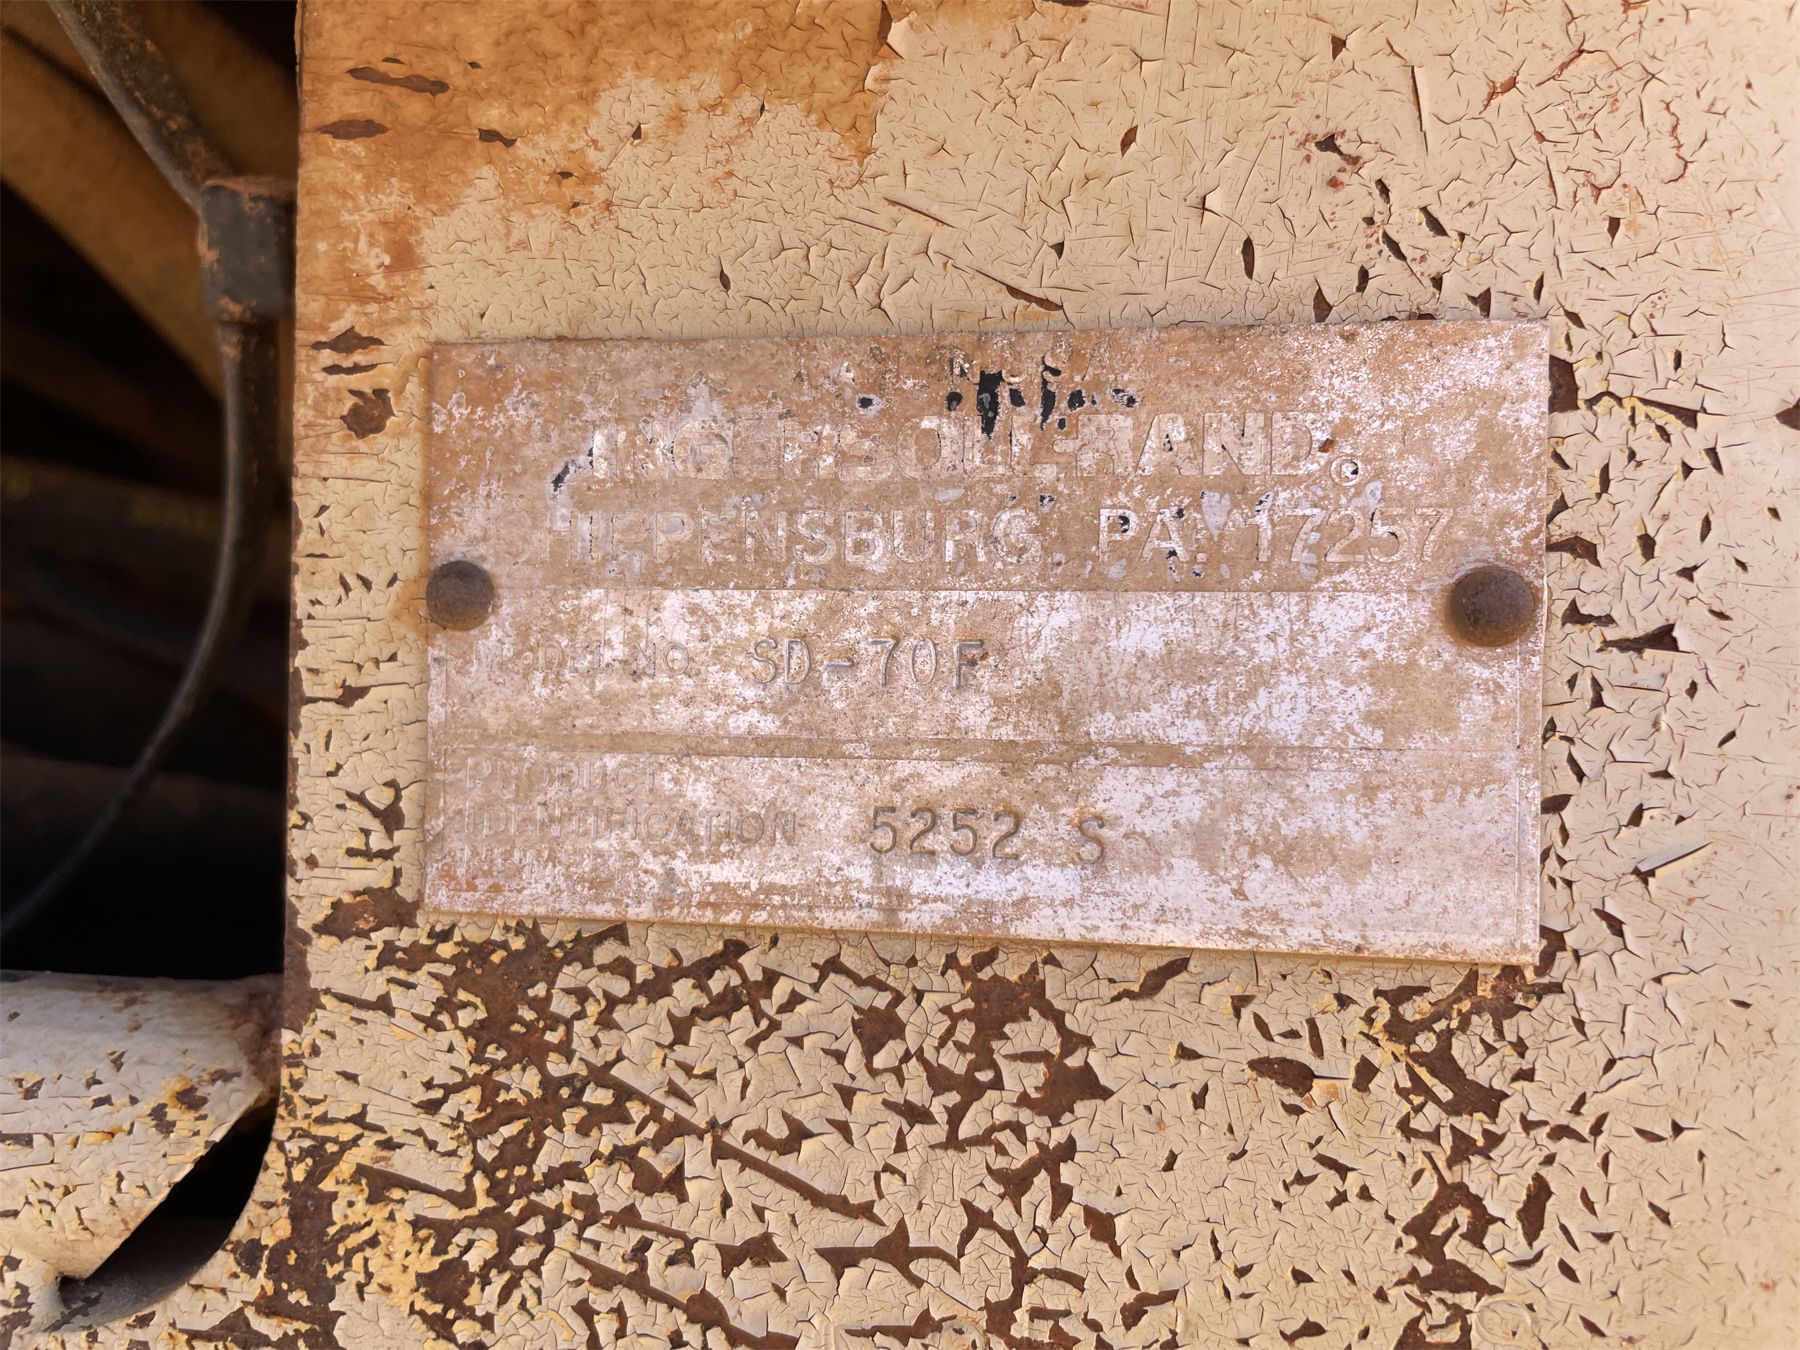 INGERSOLL-RAND®
SHIPPENSBURG, PA. 17257
MODEL NO. SD-70F
PRODUCT
IDENTIFICATION 5252 S
NUMBER